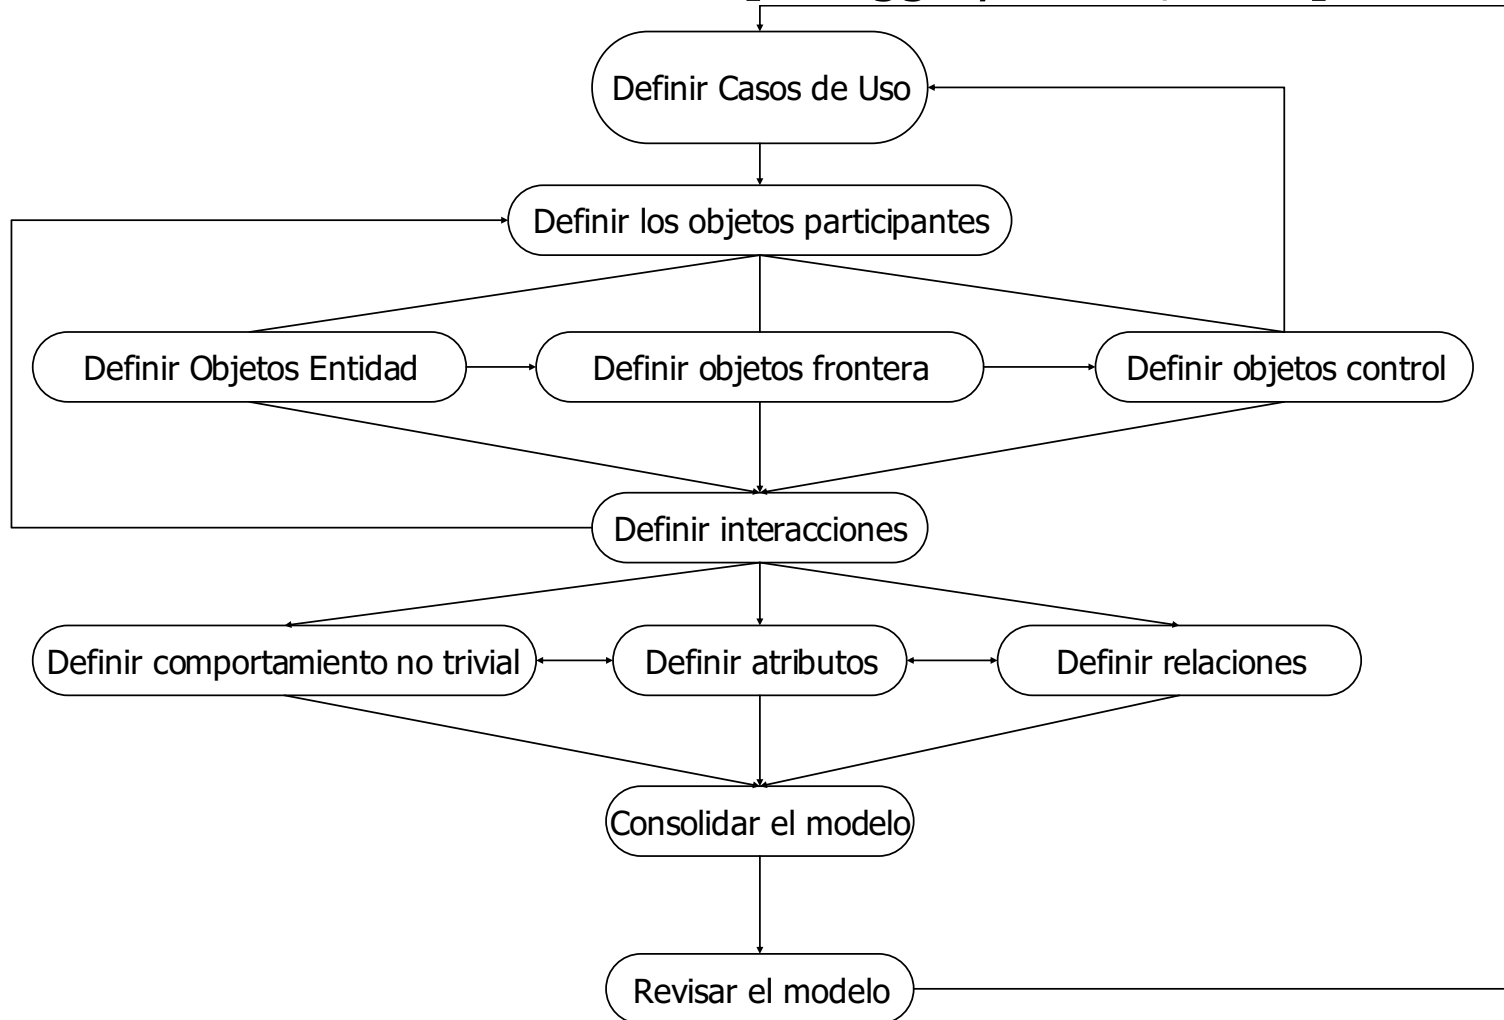 Definir Casos de Uso
Definir los objetos participantes
Definir Objetos Entidad
Definir objetos frontera
Definir objetos control
Definir interacciones
Definir comportamiento no trivial
Definir atributos
Definir relaciones
Consolidar el modelo
Revisar el modelo